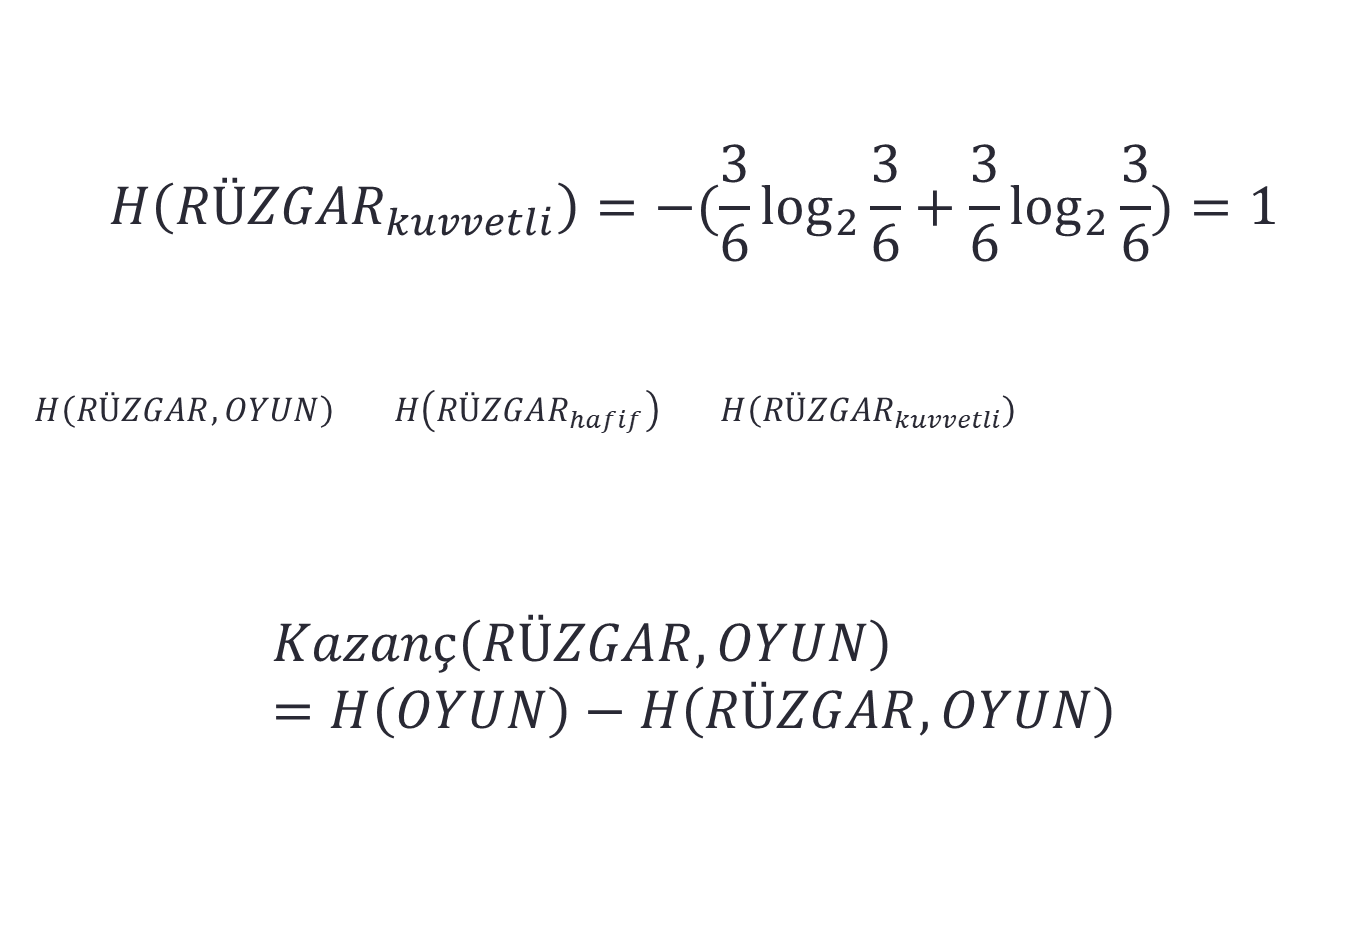 H(RÜZGAR_kuvvetli) = −(3/6 log₂ 3/6 + 3/6 log₂ 3/6) = 1
H(RÜZGAR, OYUN) H(RÜZGAR_hafif) H(RÜZGAR_kuvvetli)
Kazanç(RÜZGAR, OYUN)
= H(OYUN) − H(RÜZGAR, OYUN)